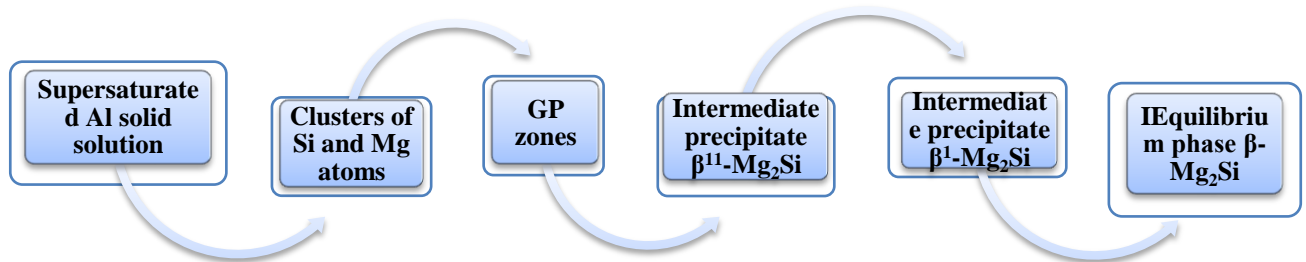 Supersaturate
d Al solid
solution
Clusters of
Si and Mg
atoms
GP
zones
Intermediate
precipitate
β¹¹-Mg₂Si
Intermediat
e precipitate
β¹-Mg₂Si
IEquilibriu
m phase β-
Mg₂Si